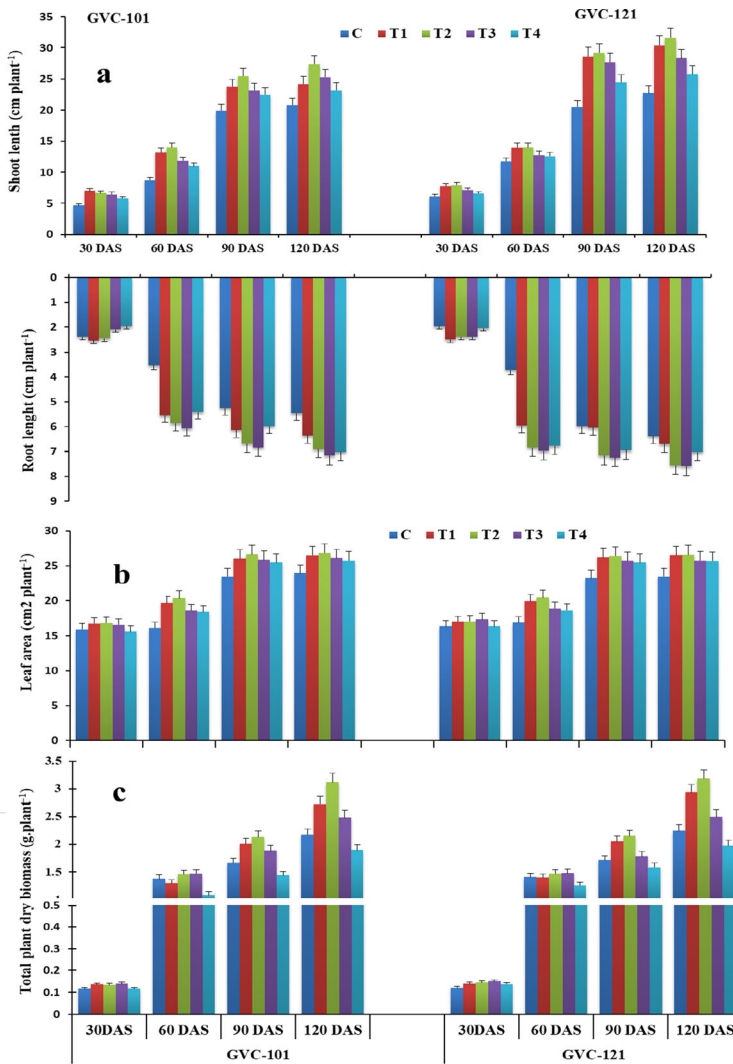 GVC-101 GVC-121
C T1 T2 T3 T4
a
Shoot lenth (cm plant-1)
35
30
25
20
15
10
5
0
30 DAS 60 DAS 90 DAS 120 DAS 30 DAS 60 DAS 90 DAS 120 DAS
Root lenght (cm plant-1)
0
1
2
3
4
5
6
7
8
9
C T1 T2 T3 T4
b
Leaf area (cm2 plant-1)
30
25
20
15
10
5
0
c
Total plant dry biomass (g.plant-1)
3.5
3
2.5
2
1.5
1
0.5
0.4
0.3
0.2
0.1
0
30DAS 60 DAS 90 DAS 120 DAS 30DAS 60 DAS 90 DAS 120 DAS
GVC-101 GVC-121